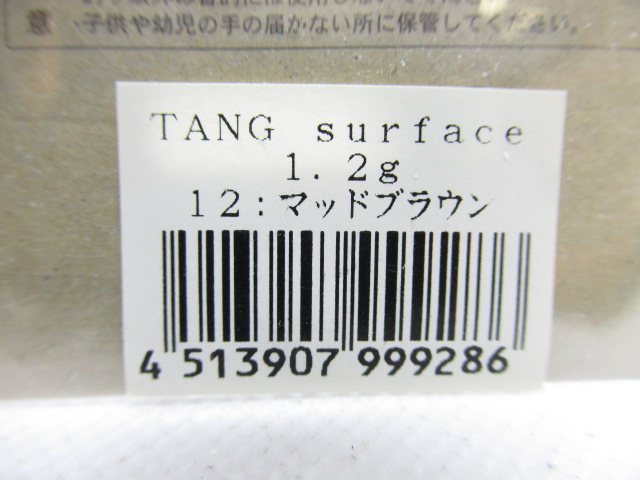 意 ・子供や幼児の手の届かない所に保管してください。
TANG surface
1.2g
12:マッドブラウン
4 513907 999286